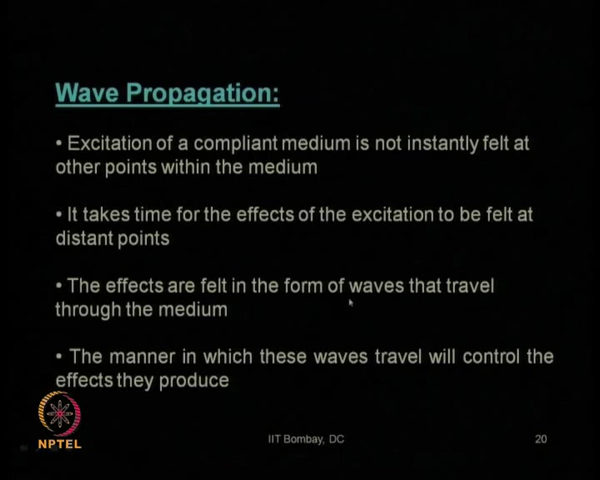 Wave Propagation:
• Excitation of a compliant medium is not instantly felt at
other points within the medium
• It takes time for the effects of the excitation to be felt at
distant points
• The effects are felt in the form of waves that travel
through the medium
• The manner in which these waves travel will control the
effects they produce
NPTEL
IIT Bombay, DC
20